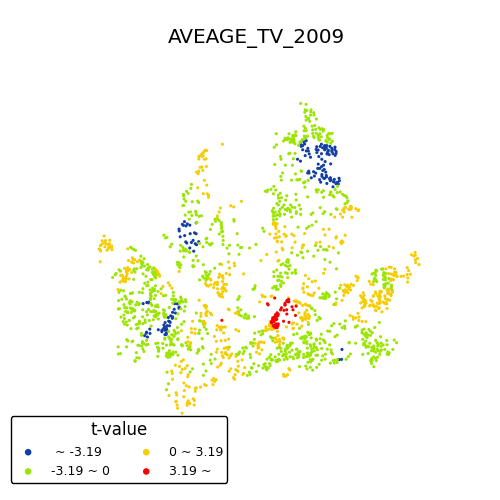 AVEAGE_TV_2009
t-value
~ -3.19
0 ~ 3.19
-3.19 ~ 0
3.19 ~